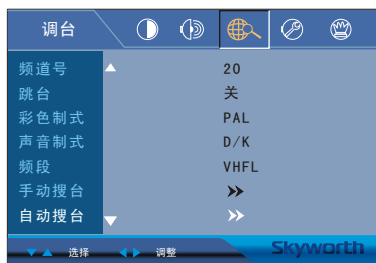 调台
频道号 20
跳台 关
彩色制式 PAL
声音制式 D/K
频段 VHFL
手动搜台
自动搜台
选择 调整 Skyworth